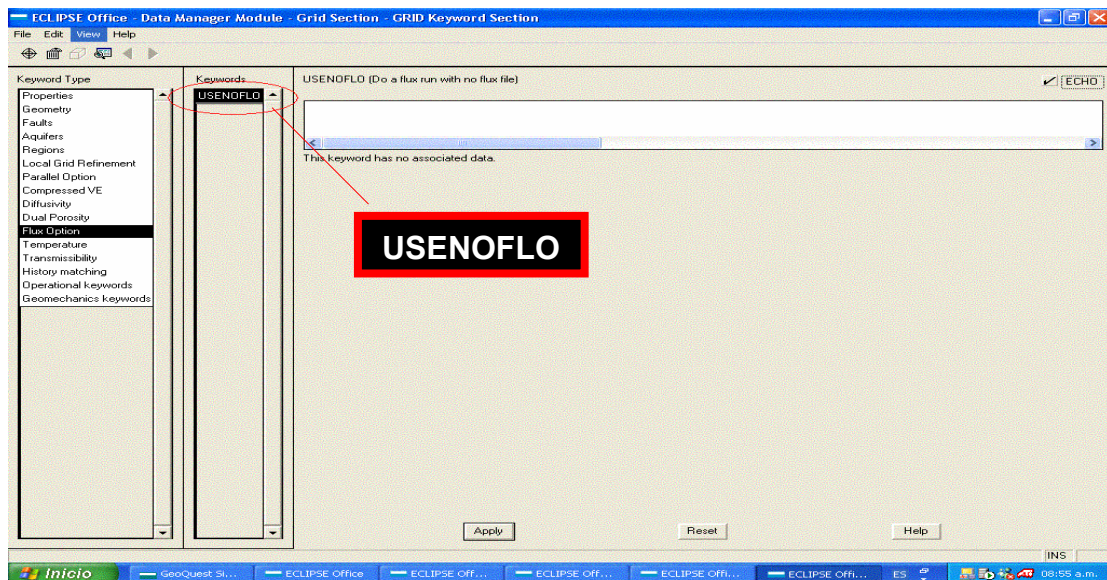 ECLIPSE Office - Data Manager Module - Grid Section - GRID Keyword Section
File Edit View Help
Keyword Type
Keywords
USENOFLO (Do a flux run with no flux file)
ECHO
Properties
Geometry
Faults
Aquifers
Regions
Local Grid Refinement
Parallel Option
Compressed VE
Diffusivity
Dual Porosity
Flux Option
Temperature
Transmissibility
History matching
Operational keywords
Geomechanics keywords
USENOFLO
This keyword has no associated data.
USENOFLO
Apply Reset Help
INS
Inicio GeoQuest Si... ECLIPSE Office ECLIPSE Off... ECLIPSE Off... ECLIPSE Offi... ECLIPSE Offi... ES 08:55 a.m.